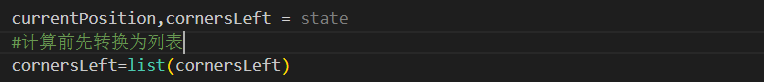 currentPosition,cornersLeft = state
#计算前先转换为列表
cornersLeft=list(cornersLeft)